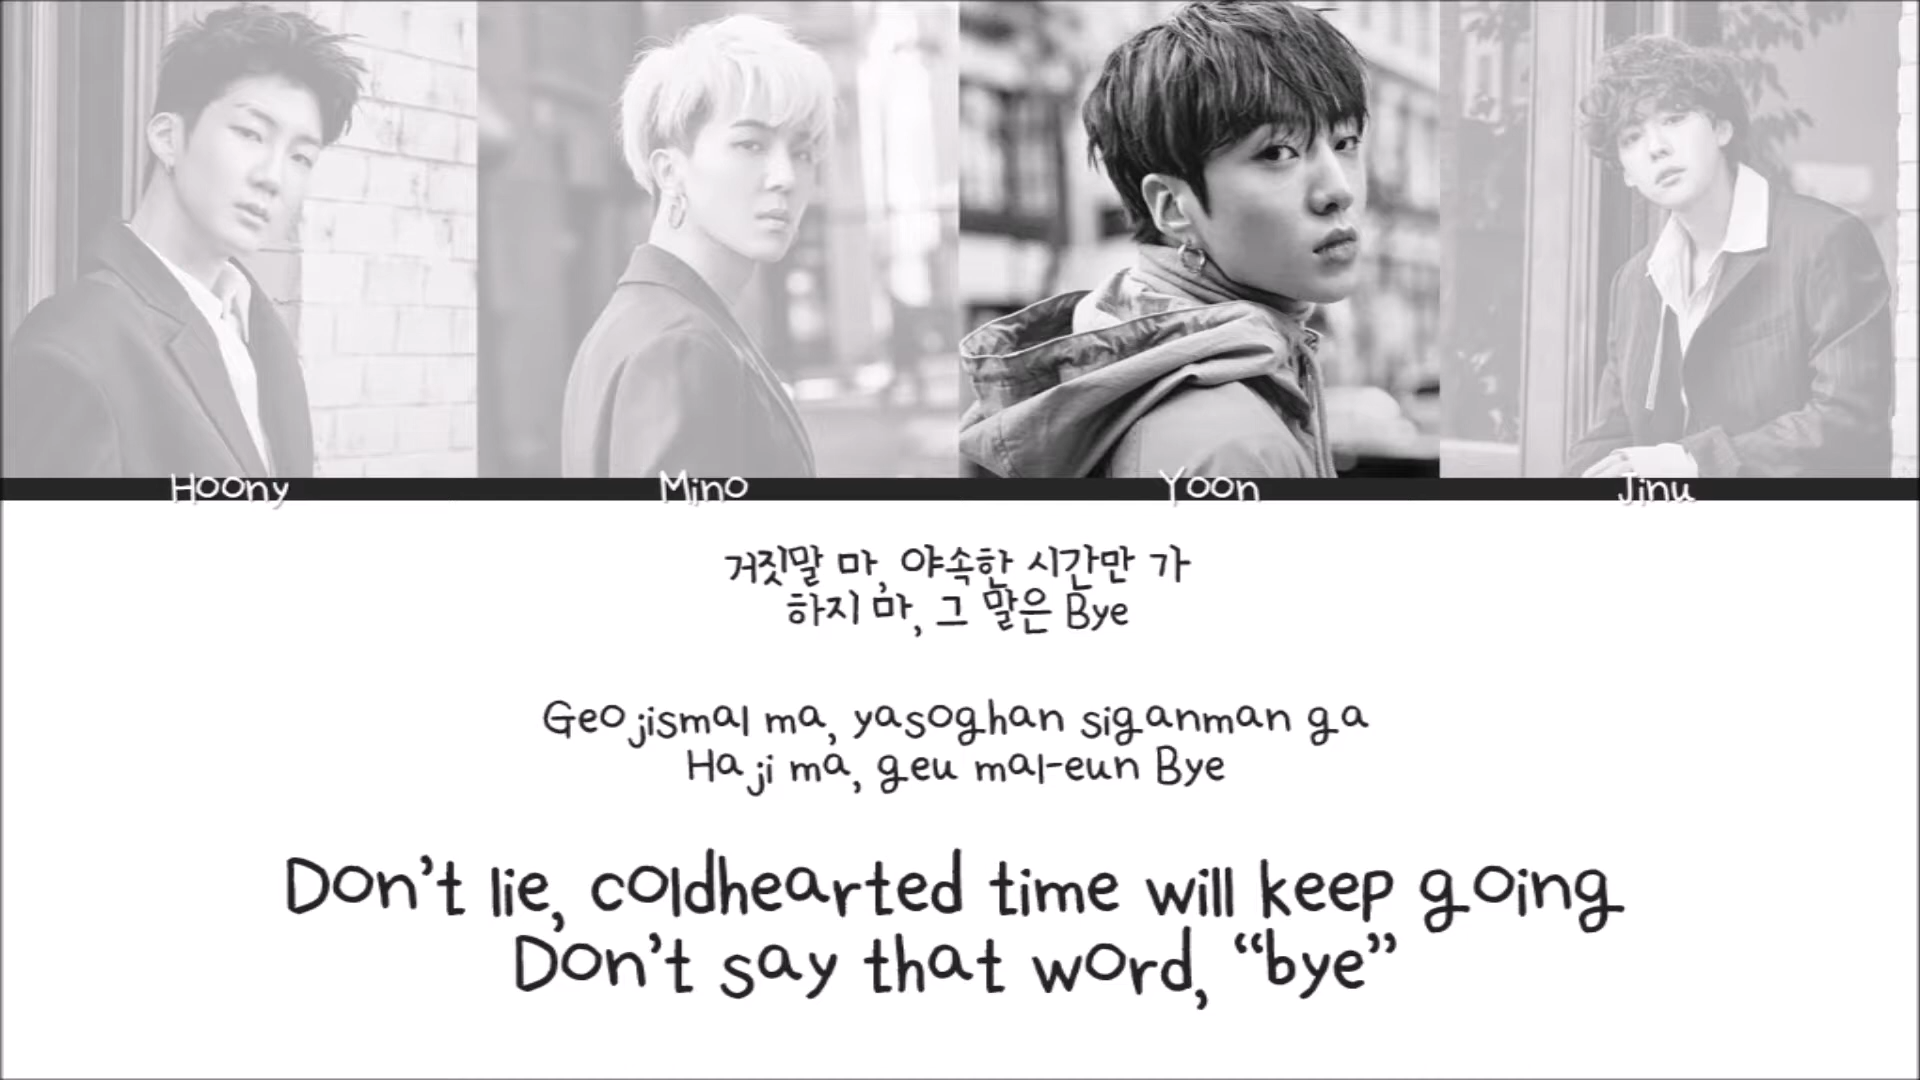 Hoony
Mino
Yoon
Jinu
거짓말 마, 야속한 시간만 가
하지 마, 그 말은 Bye
Geojismal ma, yasoghan siganman ga
Haji ma, geu mal-eun Bye
Don't lie, coldhearted time will keep going
Don't say that word, “bye”